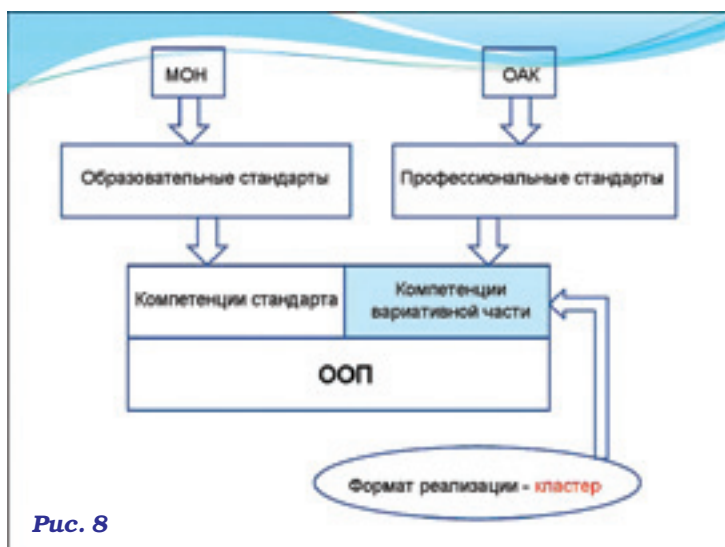 МОН
ОАК
Образовательные стандарты
Профессиональные стандарты
Компетенции стандарта
Компетенции
вариативной части
ООП
Формат реализации - кластер
Рис. 8